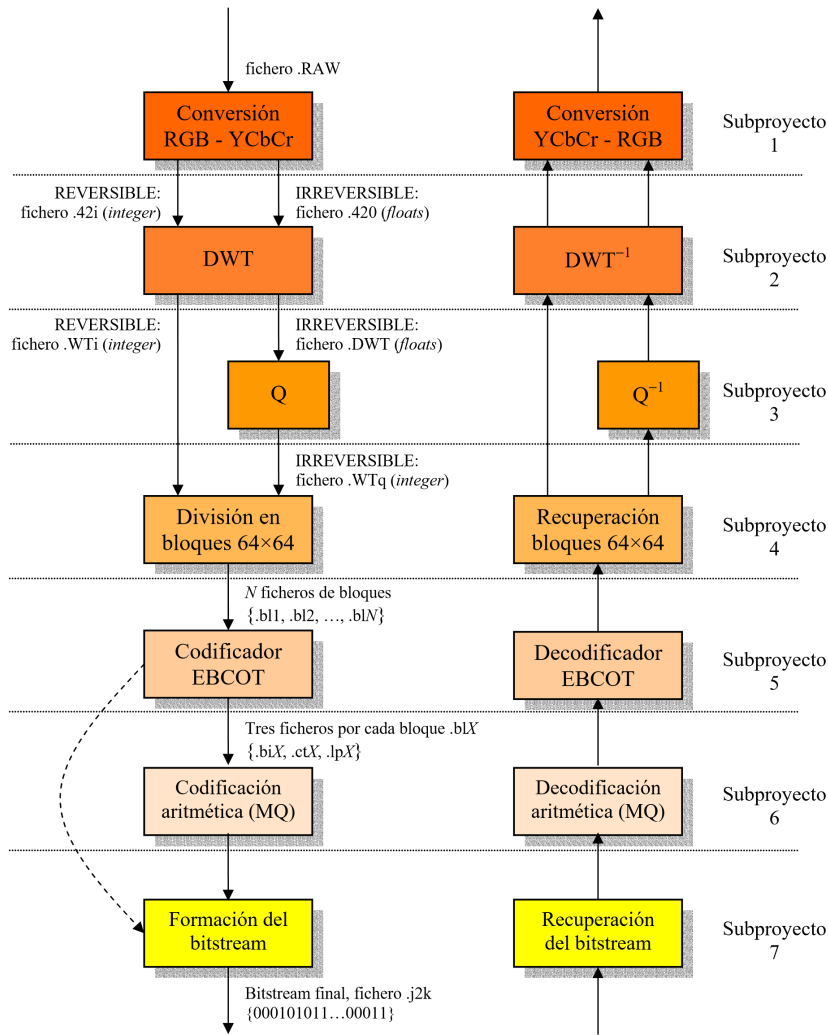 fichero .RAW
Conversión
RGB - YCbCr
Conversión
YCbCr - RGB
Subproyecto
1
REVERSIBLE:
fichero .42i (integer)
IRREVERSIBLE:
fichero .420 (floats)
DWT
DWT⁻¹
Subproyecto
2
REVERSIBLE:
fichero .WTi (integer)
IRREVERSIBLE:
fichero .DWT (floats)
Q
Q⁻¹
Subproyecto
3
IRREVERSIBLE:
fichero .WTq (integer)
División en
bloques 64×64
Recuperación
bloques 64×64
Subproyecto
4
N ficheros de bloques
{.bl1, .bl2, …, .blN}
Codificador
EBCOT
Decodificador
EBCOT
Subproyecto
5
Tres ficheros por cada bloque .blX
{.biX, .ctX, .lpX}
Codificación
aritmética (MQ)
Decodificación
aritmética (MQ)
Subproyecto
6
Formación del
bitstream
Recuperación
del bitstream
Subproyecto
7
Bitstream final, fichero .j2k
{000101011…00011}